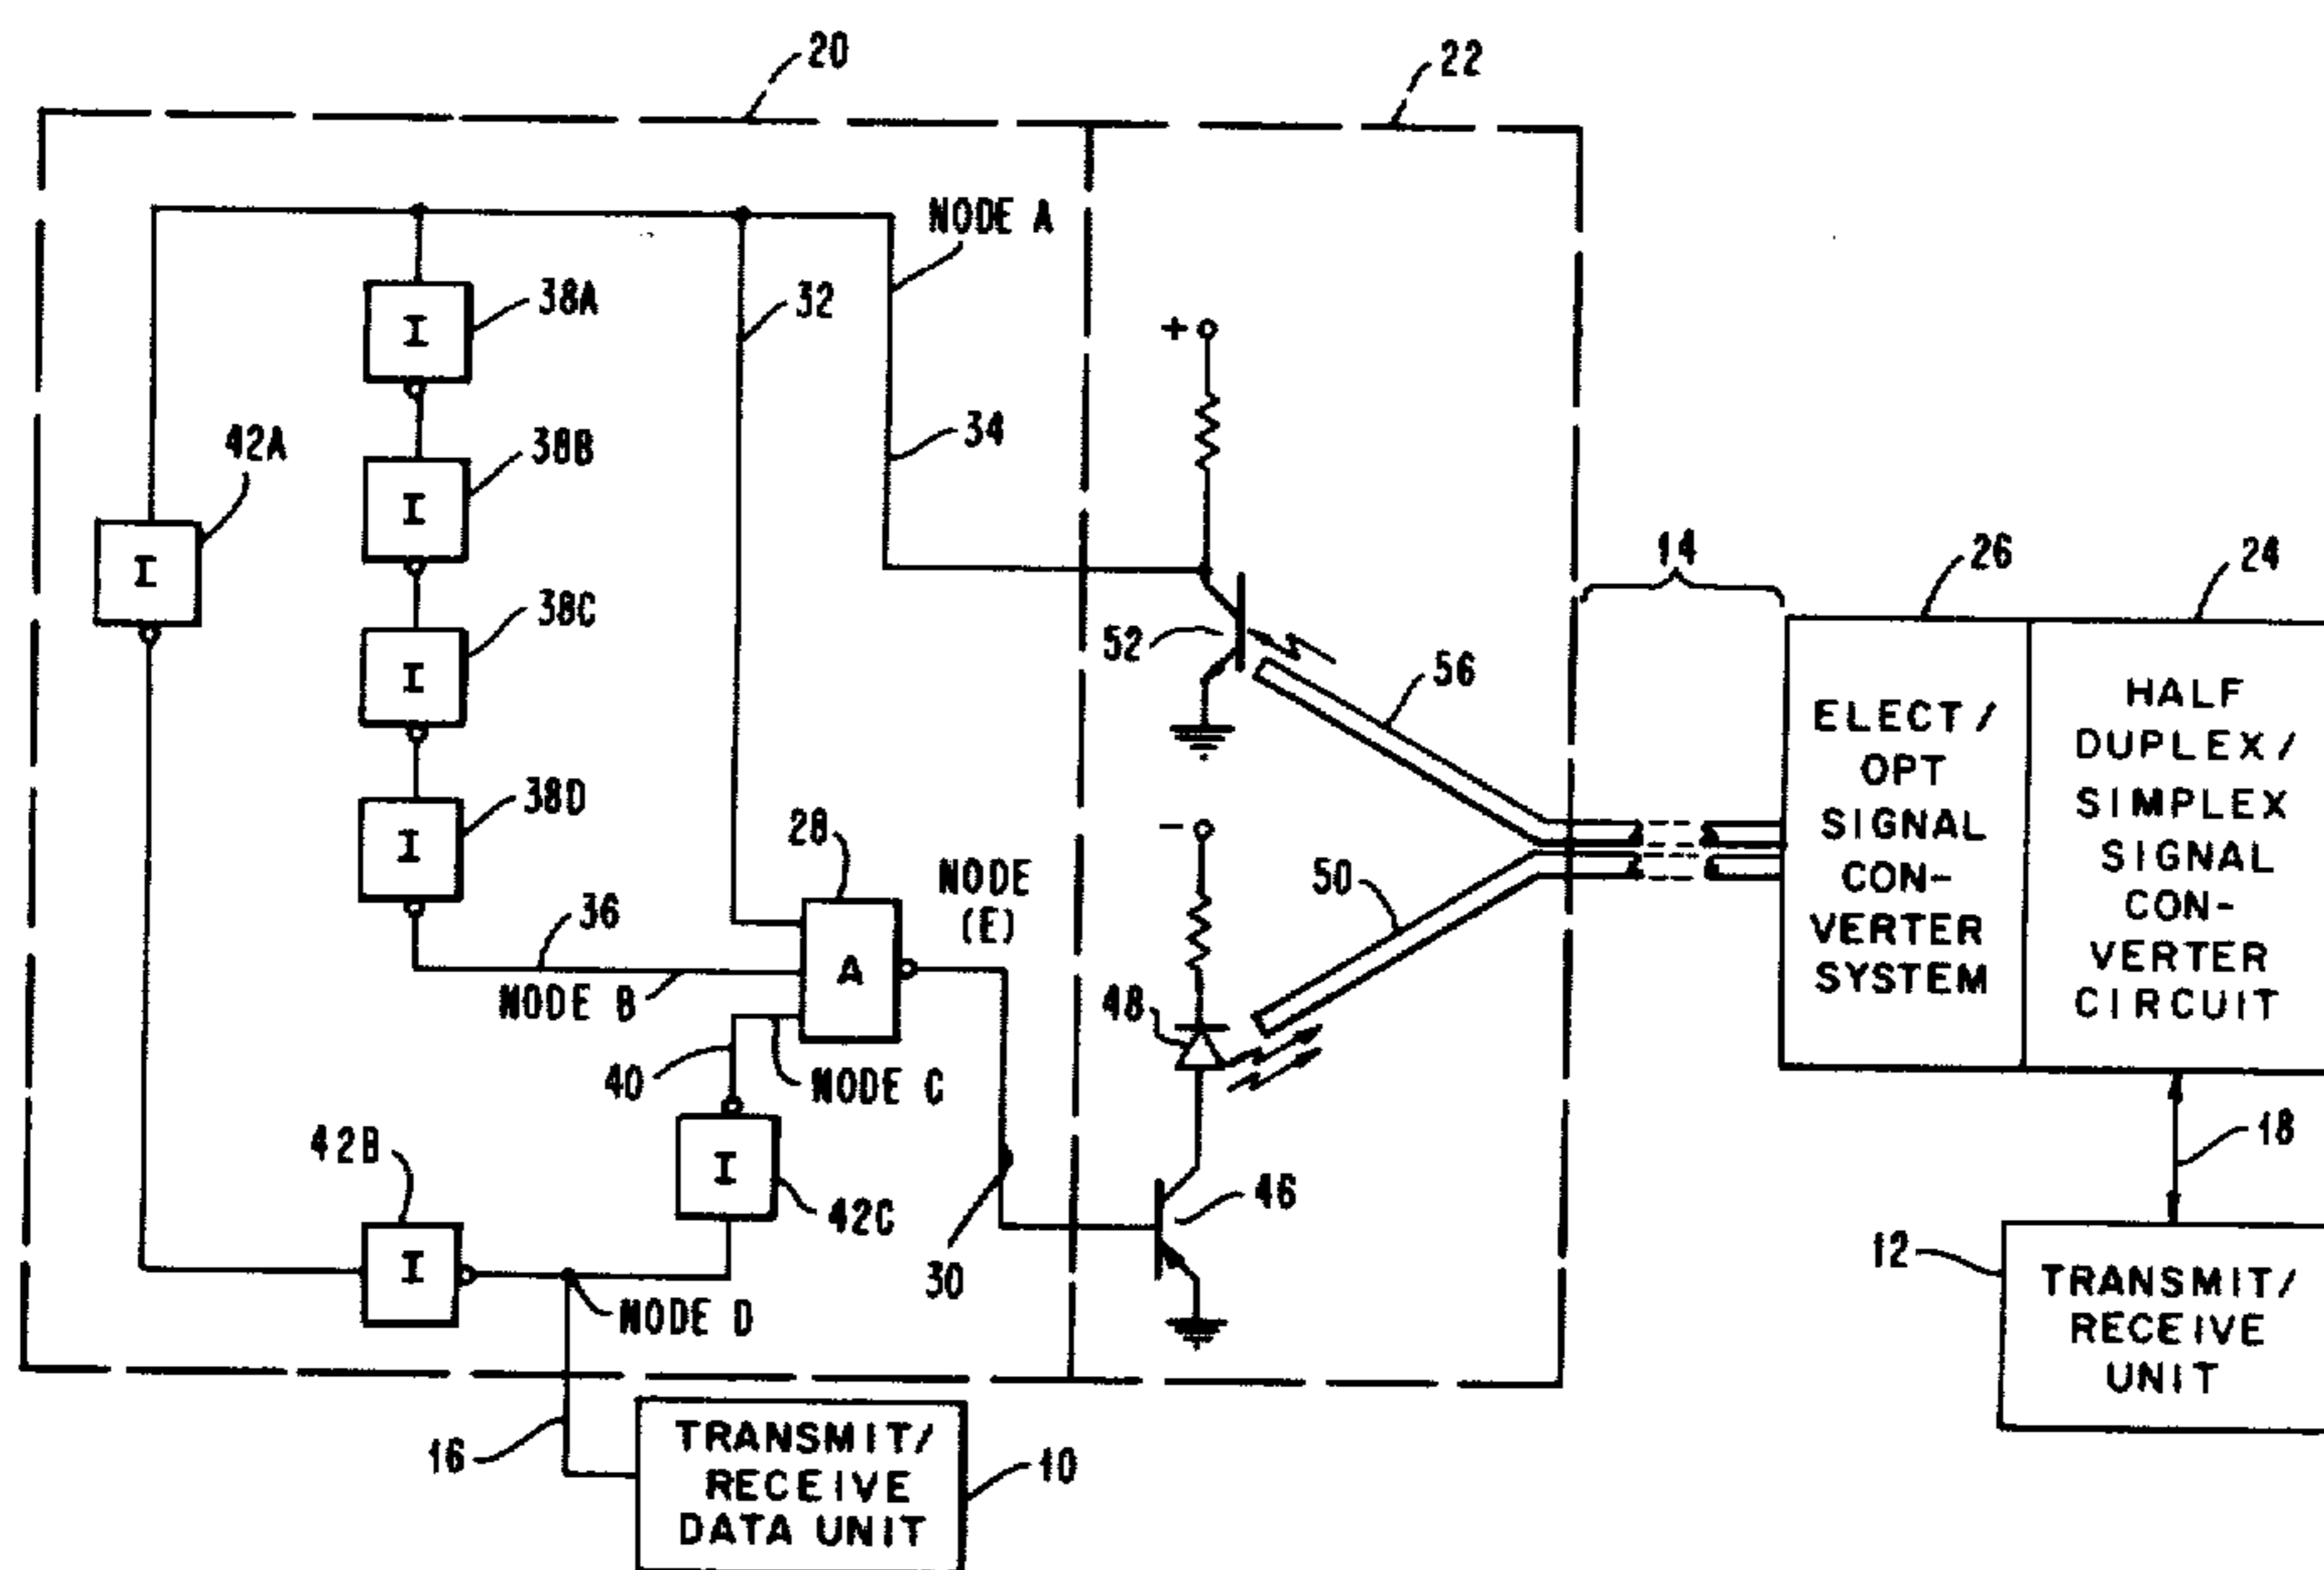 20
22
NODE A
38A
I
32
+
42A
38B
34
I
I
38C
14
26
24
52
I
56
HALF
DUPLEX/
SIMPLEX
SIGNAL
CON-
VERTER
CIRCUIT
ELECT/
OPT
SIGNAL
CON-
VERTER
SYSTEM
38D
28
-
I
NODE
(E)
50
36
A
NODE B
48
40
NODE C
42B
I
42C
46
18
I
30
12
NODE D
TRANSMIT/
RECEIVE
UNIT
16
TRANSMIT/
RECEIVE
DATA UNIT
10